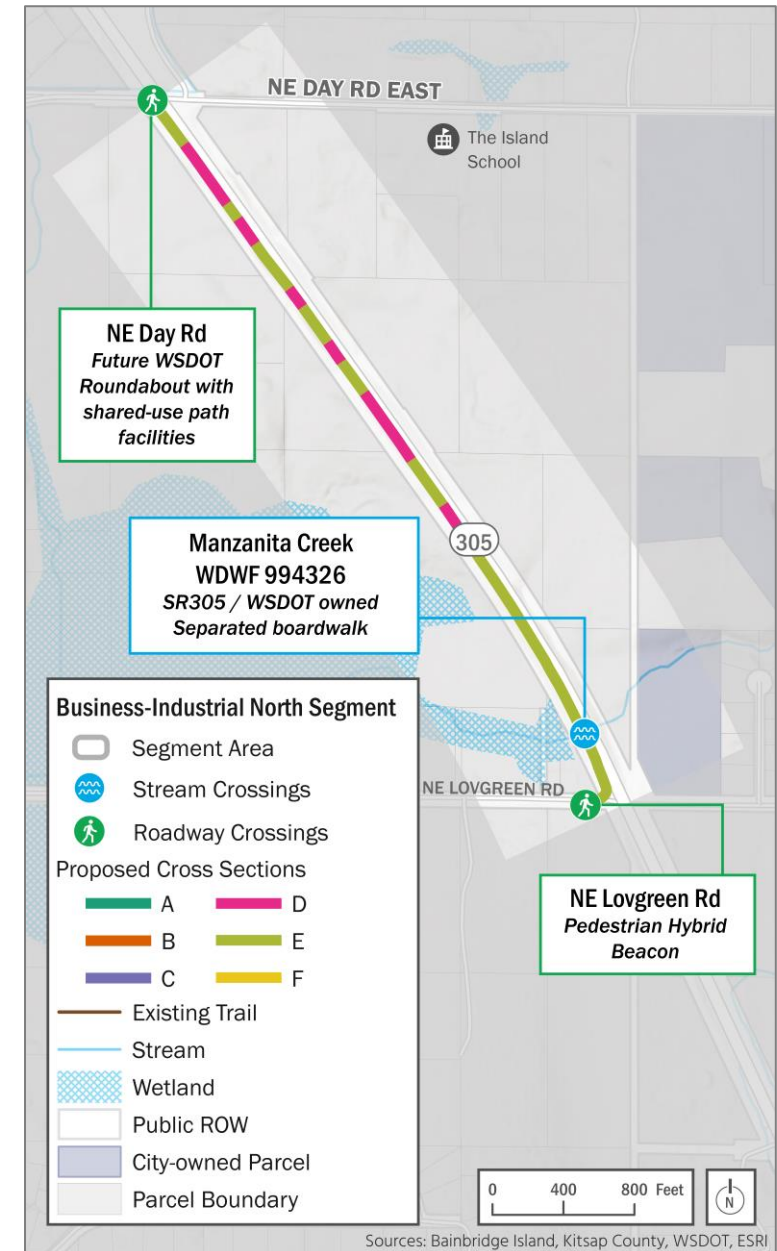 NE DAY RD EAST
The Island
School
NE Day Rd
Future WSDOT
Roundabout with
shared-use path
facilities
Manzanita Creek
WDWF 994326
SR305 / WSDOT owned
Separated boardwalk
305
Business-Industrial North Segment
Segment Area
Stream Crossings
Roadway Crossings
Proposed Cross Sections
A D
B E
C F
Existing Trail
Stream
Wetland
Public ROW
City-owned Parcel
Parcel Boundary
NE LOVGREEN RD
NE Lovgreen Rd
Pedestrian Hybrid
Beacon
0 400 800 Feet
N
Sources: Bainbridge Island, Kitsap County, WSDOT, ESRI